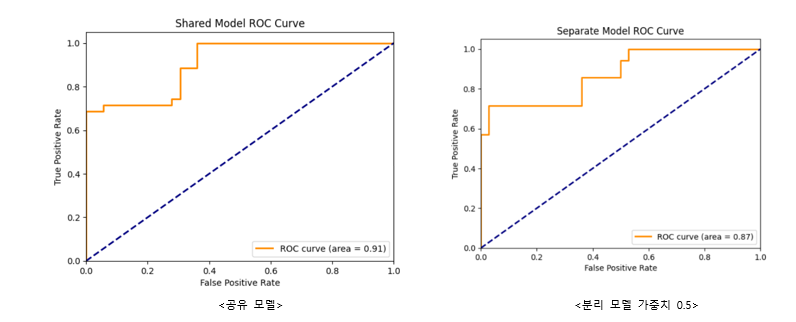 Shared Model ROC Curve
True Positive Rate
1.0
0.8
0.6
0.4
0.2
0.0
0.0 0.2 0.4 0.6 0.8 1.0
False Positive Rate
ROC curve (area = 0.91)
<공유 모델>
Separate Model ROC Curve
True Positive Rate
1.0
0.8
0.6
0.4
0.2
0.0
0.0 0.2 0.4 0.6 0.8 1.0
False Positive Rate
ROC curve (area = 0.87)
<분리 모델 가중치 0.5>